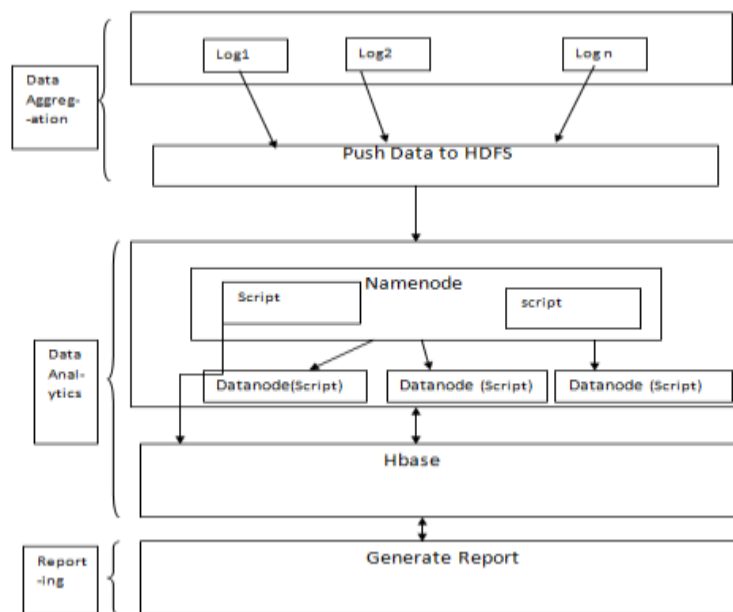 Log1
Log2
Log n
Data
Aggreg-
-ation
Push Data to HDFS
Namenode
Script
script
Data
Anal-
ytics
Datanode(Script)
Datanode (Script)
Datanode (Script)
Hbase
Report
-ing
Generate Report